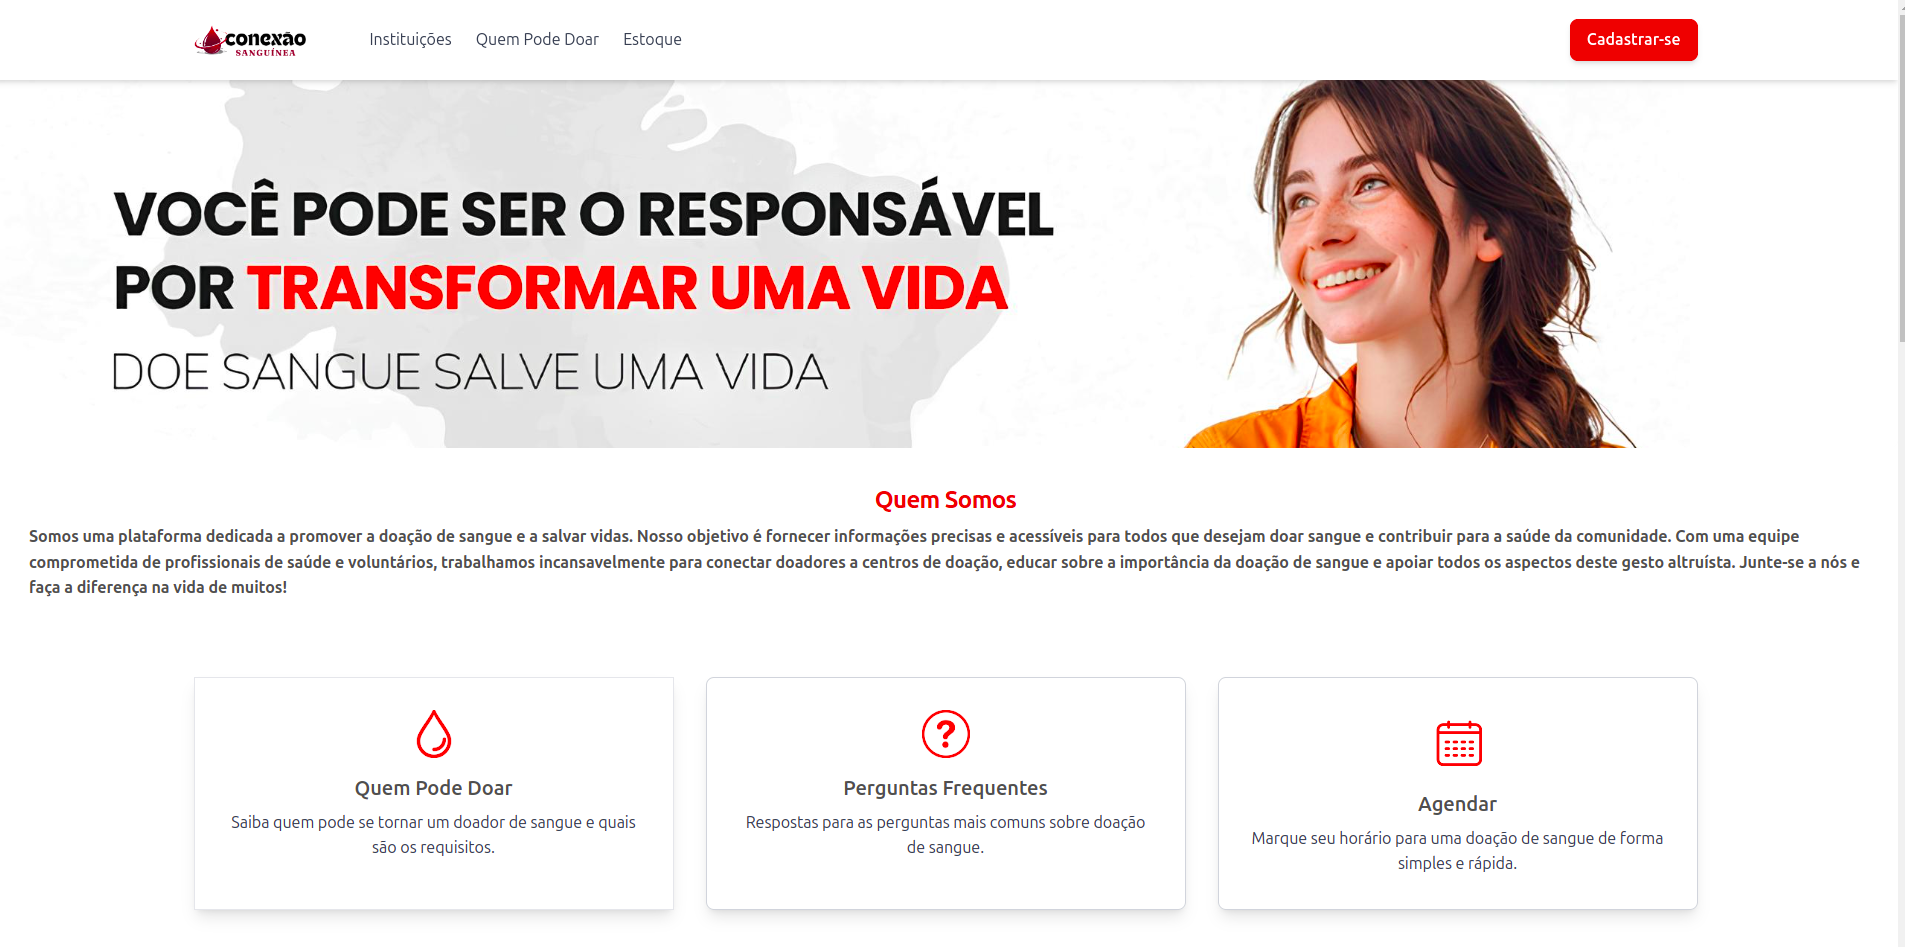 conexão
SANGUÍNEA
Instituições
Quem Pode Doar
Estoque
Cadastrar-se
VOCÊ PODE SER O RESPONSÁVEL
POR TRANSFORMAR UMA VIDA
DOE SANGUE SALVE UMA VIDA
Quem Somos
Somos uma plataforma dedicada a promover a doação de sangue e a salvar vidas. Nosso objetivo é fornecer informações precisas e acessíveis para todos que desejam doar sangue e contribuir para a saúde da comunidade. Com uma equipe
comprometida de profissionais de saúde e voluntários, trabalhamos incansavelmente para conectar doadores a centros de doação, educar sobre a importância da doação de sangue e apoiar todos os aspectos deste gesto altruísta. Junte-se a nós e
faça a diferença na vida de muitos!
Quem Pode Doar
Saiba quem pode se tornar um doador de sangue e quais
são os requisitos.
Perguntas Frequentes
Respostas para as perguntas mais comuns sobre doação
de sangue.
Agendar
Marque seu horário para uma doação de sangue de forma
simples e rápida.